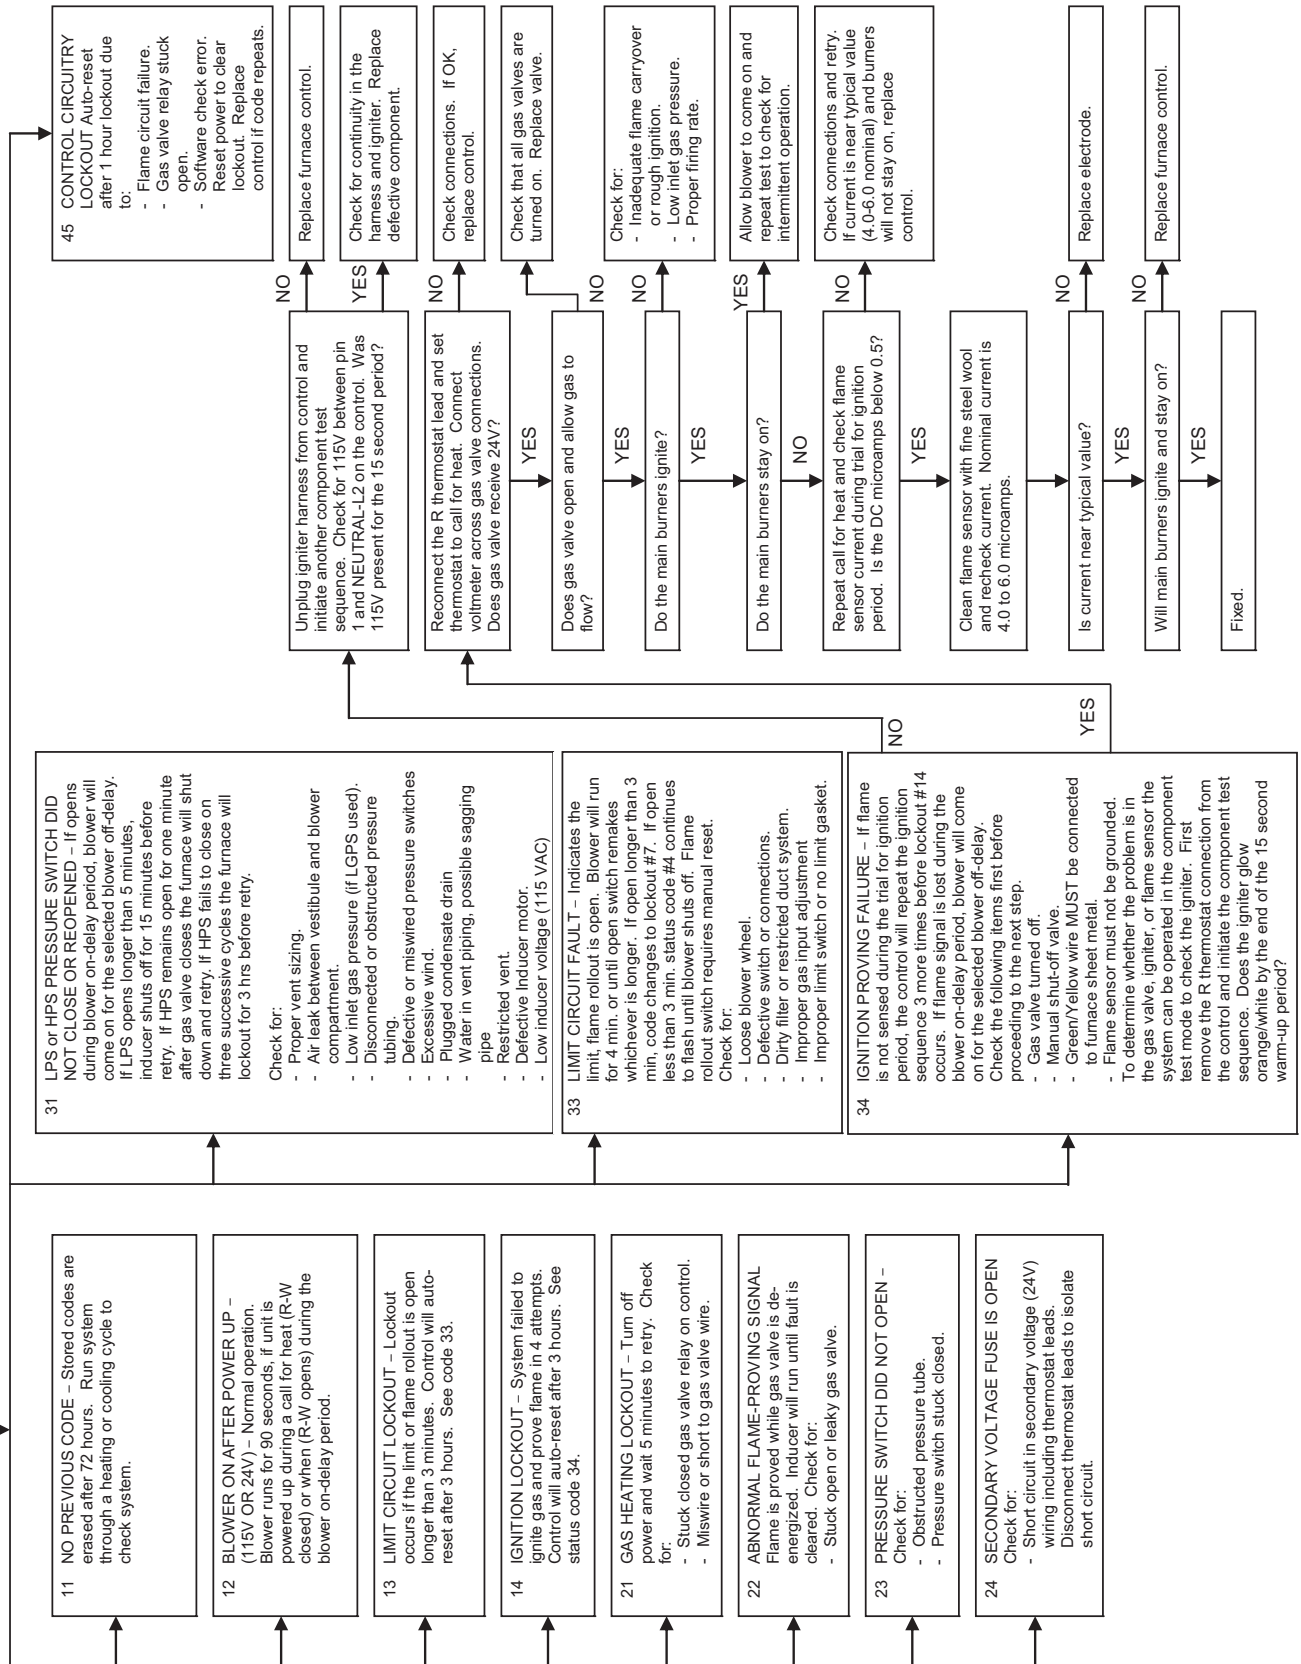 11 NO PREVIOUS CODE – Stored codes are
erased after 72 hours. Run system
through a heating or cooling cycle to
check system.
12 BLOWER ON AFTER POWER UP –
(115V OR 24V) – Normal operation.
Blower runs for 90 seconds, if unit is
powered up during a call for heat (R-W
closed) or when (R-W opens) during the
blower on-delay period.
13 LIMIT CIRCUIT LOCKOUT – Lockout
occurs if the limit or flame rollout is open
longer than 3 minutes. Control will auto-
reset after 3 hours. See code 33.
14 IGNITION LOCKOUT – System failed to
ignite gas and prove flame in 4 attempts.
Control will auto-reset after 3 hours. See
status code 34.
21 GAS HEATING LOCKOUT – Turn off
power and wait 5 minutes to retry. Check
for:
- Stuck closed gas valve relay on control.
- Miswire or short to gas valve wire.
22 ABNORMAL FLAME-PROVING SIGNAL
Flame is proved while gas valve is de-
energized. Inducer will run until fault is
cleared. Check for:
- Stuck open or leaky gas valve.
23 PRESSURE SWITCH DID NOT OPEN –
Check for:
- Obstructed pressure tube.
- Pressure switch stuck closed.
24 SECONDARY VOLTAGE FUSE IS OPEN
Check for:
- Short circuit in secondary voltage (24V)
wiring including thermostat leads.
Disconnect thermostat leads to isolate
short circuit.
31 LPS or HPS PRESSURE SWITCH DID
NOT CLOSE OR REOPENED – If opens
during blower on-delay period, blower will
come on for the selected blower off-delay.
If LPS opens longer than 5 minutes,
inducer shuts off for 15 minutes before
retry. If HPS remains open for one minute
after gas valve closes the furnace will shut
down and retry. If HPS fails to close on
three successive cycles the furnace will
lockout for 3 hrs before retry.
Check for:
- Proper vent sizing.
- Air leak between vestibule and blower
compartment.
- Low inlet gas pressure (if LGPS used).
- Disconnected or obstructed pressure
tubing.
- Defective or miswired pressure switches
- Excessive wind.
- Plugged condensate drain
- Water in vent piping, possible sagging
pipe
- Restricted vent.
- Defective Inducer motor.
- Low inducer voltage (115 VAC)
33 LIMIT CIRCUIT FAULT – Indicates the
limit, flame rollout is open. Blower will run
for 4 min. or until open switch remakes
whichever is longer. If open longer than 3
min, code changes to lockout #7. If open
less than 3 min. status code #4 continues
to flash until blower shuts off. Flame
rollout switch requires manual reset.
Check for:
- Loose blower wheel.
- Defective switch or connections.
- Dirty filter or restricted duct system.
- Improper gas input adjustment
- Improper limit switch or no limit gasket.
34 IGNITION PROVING FAILURE – If flame
is not sensed during the trial for ignition
period, the control will repeat the ignition
sequence 3 more times before lockout #14
occurs. If flame signal is lost during the
blower on-delay period, blower will come
on for the selected blower off-delay.
Check the following items first before
proceeding to the next step.
- Gas valve turned off.
- Manual shut-off valve.
- Green/Yellow wire MUST be connected
to furnace sheet metal.
- Flame sensor must not be grounded.
To determine whether the problem is in
the gas valve, igniter, or flame sensor the
system can be operated in the component
test mode to check the igniter. First
remove the R thermostat connection from
the control and initiate the component test
sequence. Does the igniter glow
orange/white by the end of the 15 second
warm-up period?
NO
YES
45 CONTROL CIRCUITRY
LOCKOUT Auto-reset
after 1 hour lockout due
to:
- Flame circuit failure.
- Gas valve relay stuck
open.
- Software check error.
Reset power to clear
lockout. Replace
control if code repeats.
Unplug igniter harness from control and
initiate another component test
sequence. Check for 115V between pin
1 and NEUTRAL-L2 on the control. Was
115V present for the 15 second period?
NO
Replace furnace control.
YES
Check for continuity in the
harness and igniter. Replace
defective component.
Reconnect the R thermostat lead and set
thermostat to call for heat. Connect
voltmeter across gas valve connections.
Does gas valve receive 24V?
NO
Check connections. If OK,
replace control.
YES
Does gas valve open and allow gas to
flow?
NO
Check that all gas valves are
turned on. Replace valve.
YES
Do the main burners ignite?
NO
Check for:
- Inadequate flame carryover
or rough ignition.
- Low inlet gas pressure.
- Proper firing rate.
YES
Do the main burners stay on?
YES
Allow blower to come on and
repeat test to check for
intermittent operation.
NO
Repeat call for heat and check flame
sensor current during trial for ignition
period. Is the DC microamps below 0.5?
NO
Check connections and retry.
If current is near typical value
(4.0-6.0 nominal) and burners
will not stay on, replace
control.
YES
Clean flame sensor with fine steel wool
and recheck current. Nominal current is
4.0 to 6.0 microamps.
Is current near typical value?
NO
Replace electrode.
YES
Will main burners ignite and stay on?
NO
Replace furnace control.
YES
Fixed.